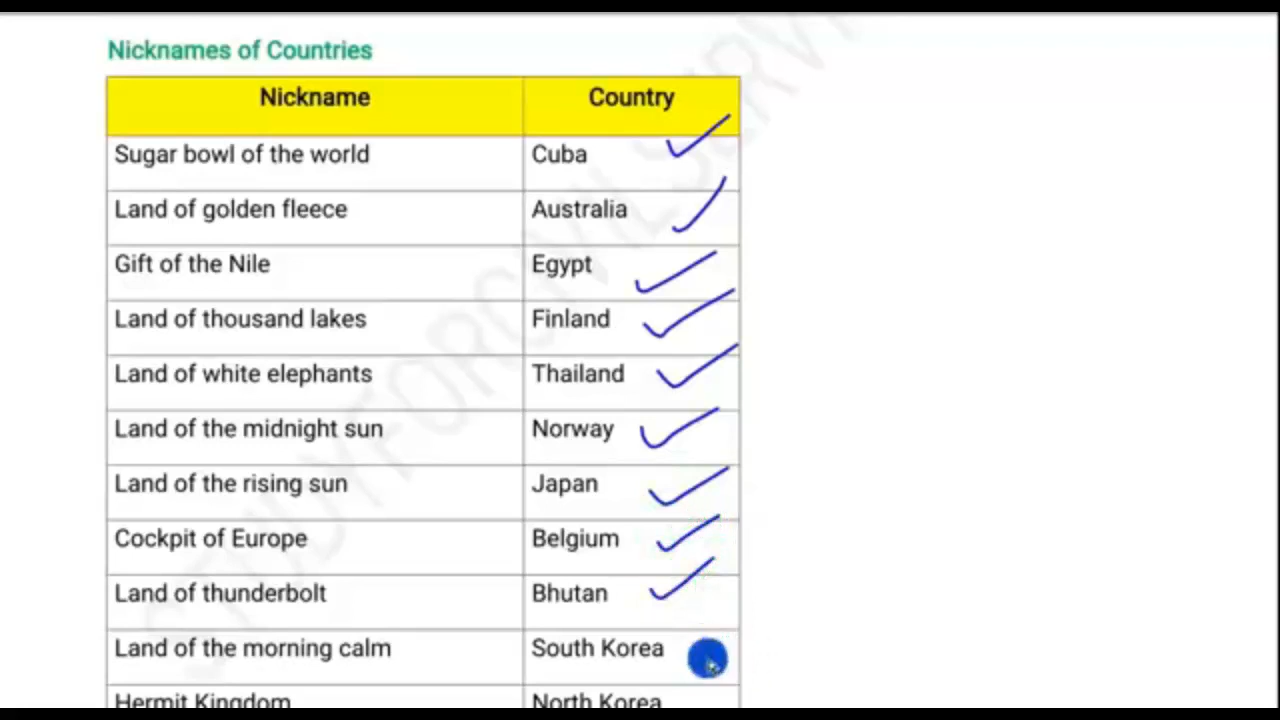 Nicknames of Countries
Nickname Country
Sugar bowl of the world Cuba
Land of golden fleece Australia
Gift of the Nile Egypt
Land of thousand lakes Finland
Land of white elephants Thailand
Land of the midnight sun Norway
Land of the rising sun Japan
Cockpit of Europe Belgium
Land of thunderbolt Bhutan
Land of the morning calm South Korea
Hermit Kingdom North Korea